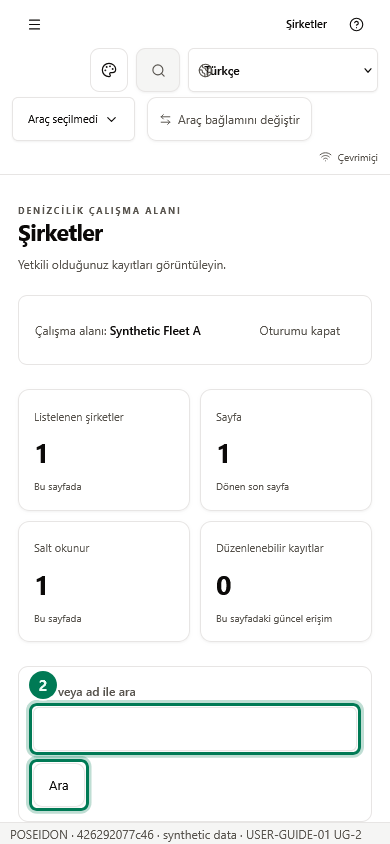 Şirketler
Türkçe
Araç seçilmedi
Araç bağlamını değiştir
Çevrimiçi
DENİZCİLİK ÇALIŞMA ALANI
Şirketler
Yetkili olduğunuz kayıtları görüntüleyin.
Çalışma alanı: Synthetic Fleet A
Oturumu kapat
Listelenen şirketler
1
Bu sayfada
Sayfa
1
Dönen son sayfa
Salt okunur
1
Bu sayfada
Düzenlenebilir kayıtlar
0
Bu sayfadaki güncel erişim
2
veya ad ile ara
Ara
POSEIDON · 426292077c46 · synthetic data · USER-GUIDE-01 UG-2